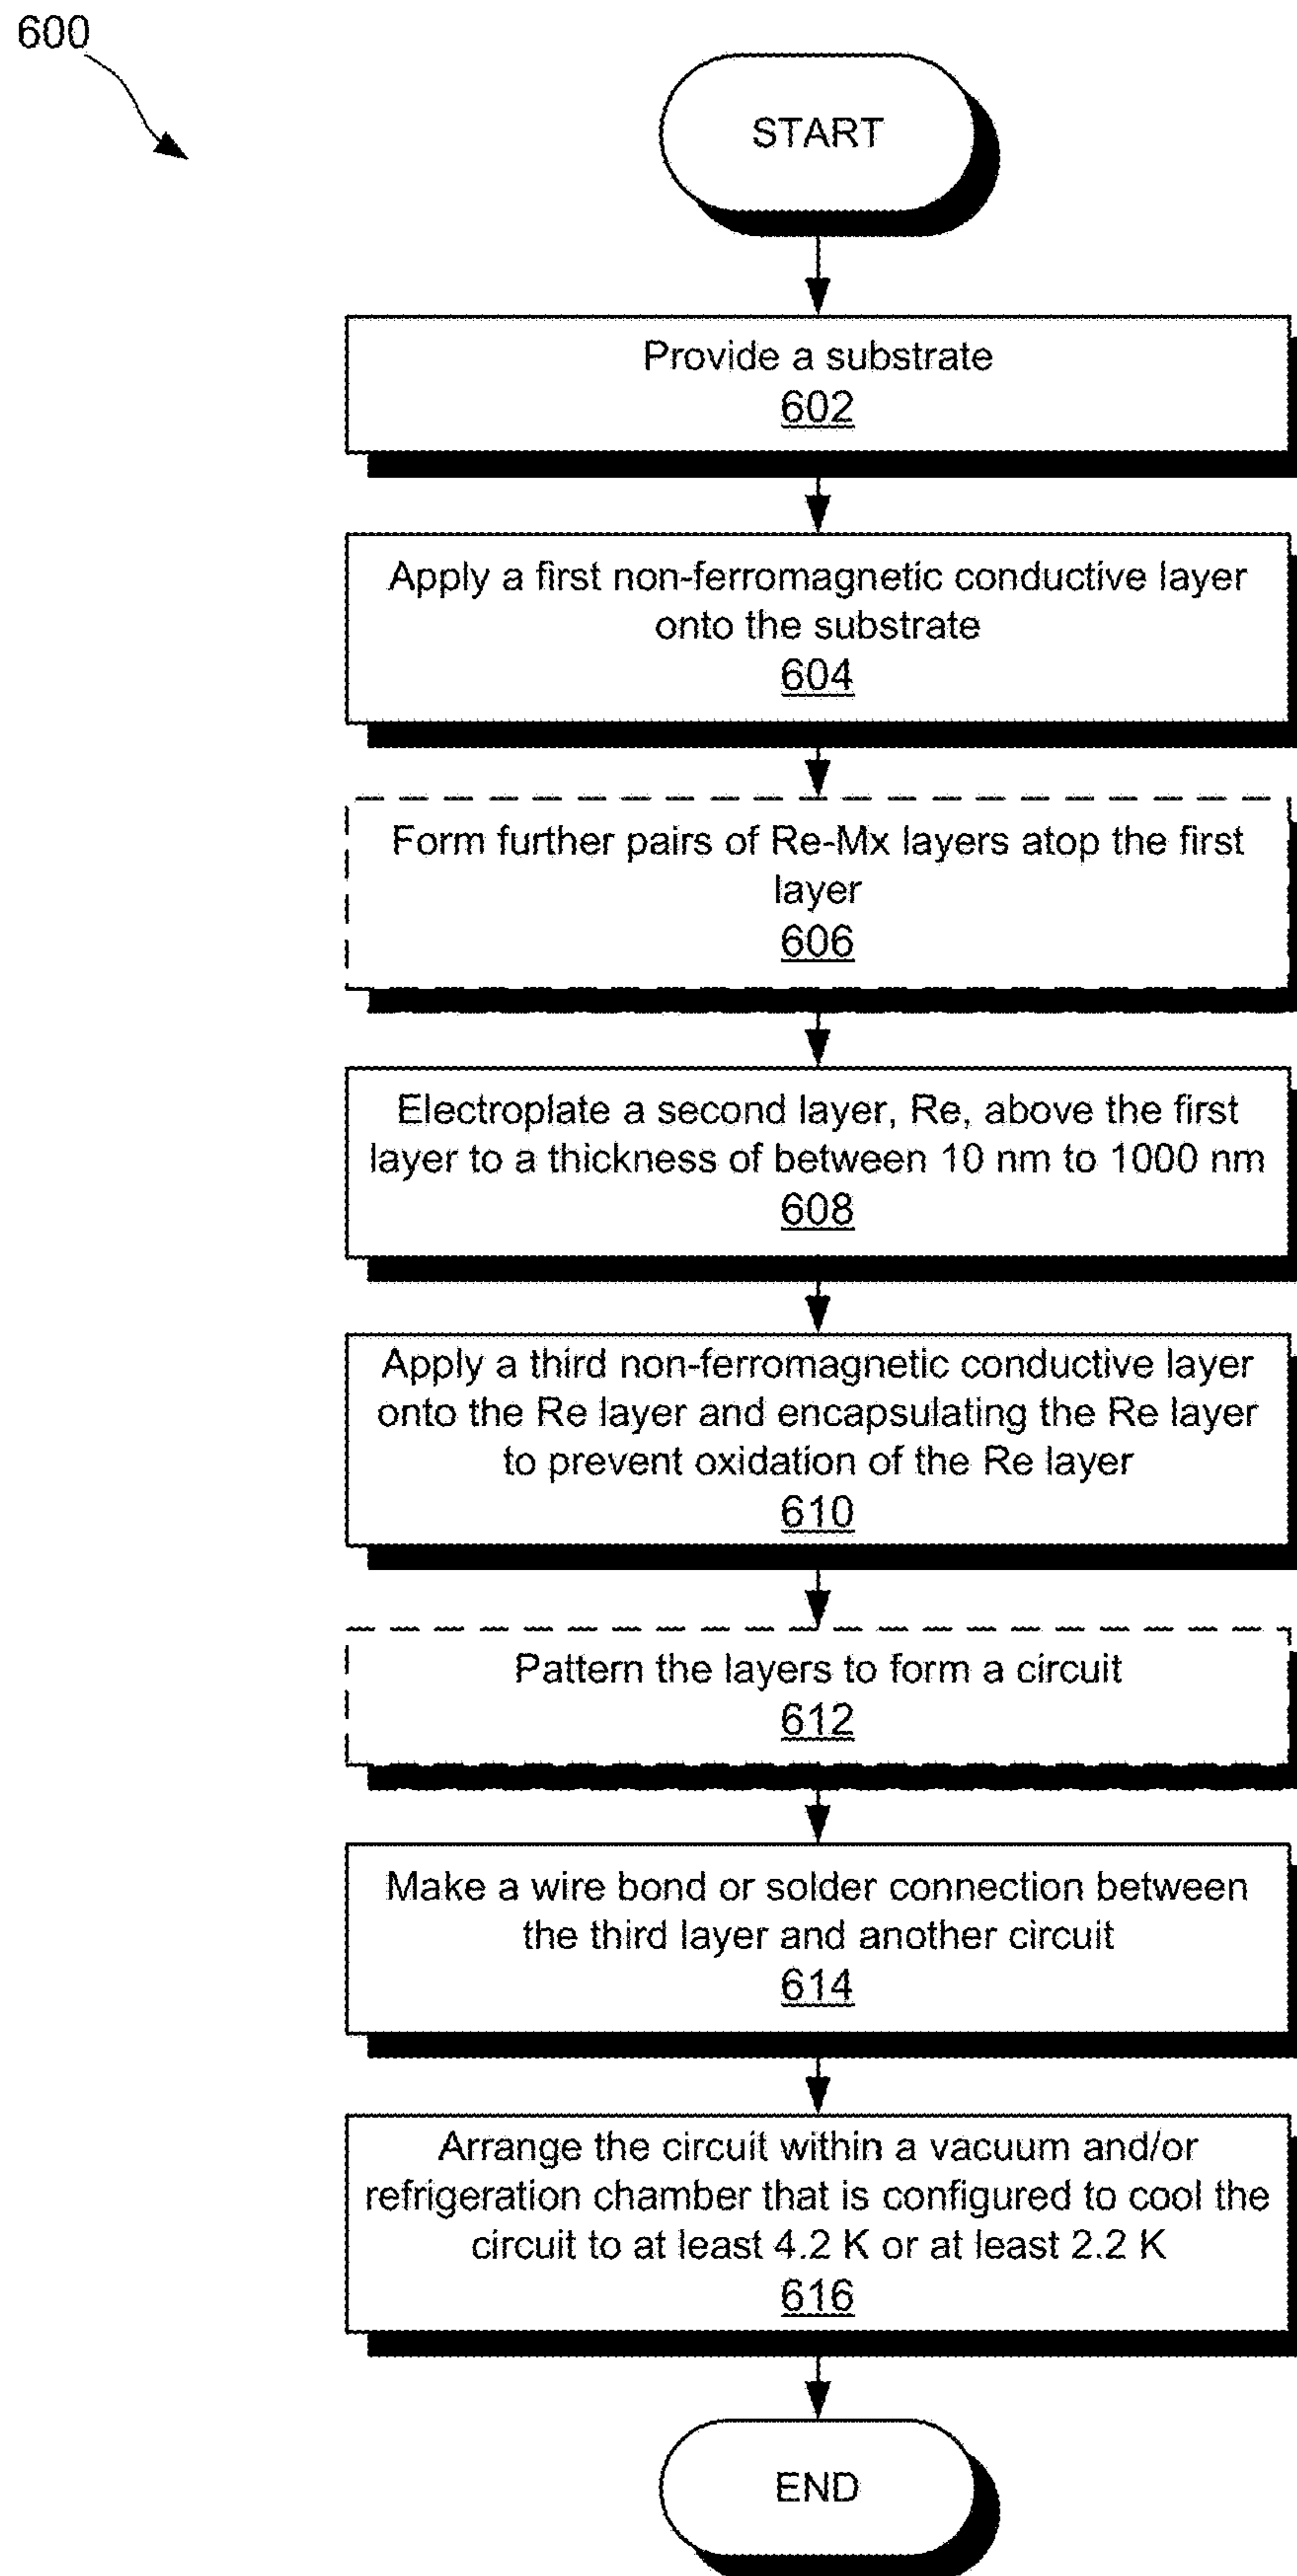 600
START
Provide a substrate
602
Apply a first non-ferromagnetic conductive layer
onto the substrate
604
Form further pairs of Re-Mx layers atop the first
layer
606
Electroplate a second layer, Re, above the first
layer to a thickness of between 10 nm to 1000 nm
608
Apply a third non-ferromagnetic conductive layer
onto the Re layer and encapsulating the Re layer
to prevent oxidation of the Re layer
610
Pattern the layers to form a circuit
612
Make a wire bond or solder connection between
the third layer and another circuit
614
Arrange the circuit within a vacuum and/or
refrigeration chamber that is configured to cool the
circuit to at least 4.2 K or at least 2.2 K
616
END